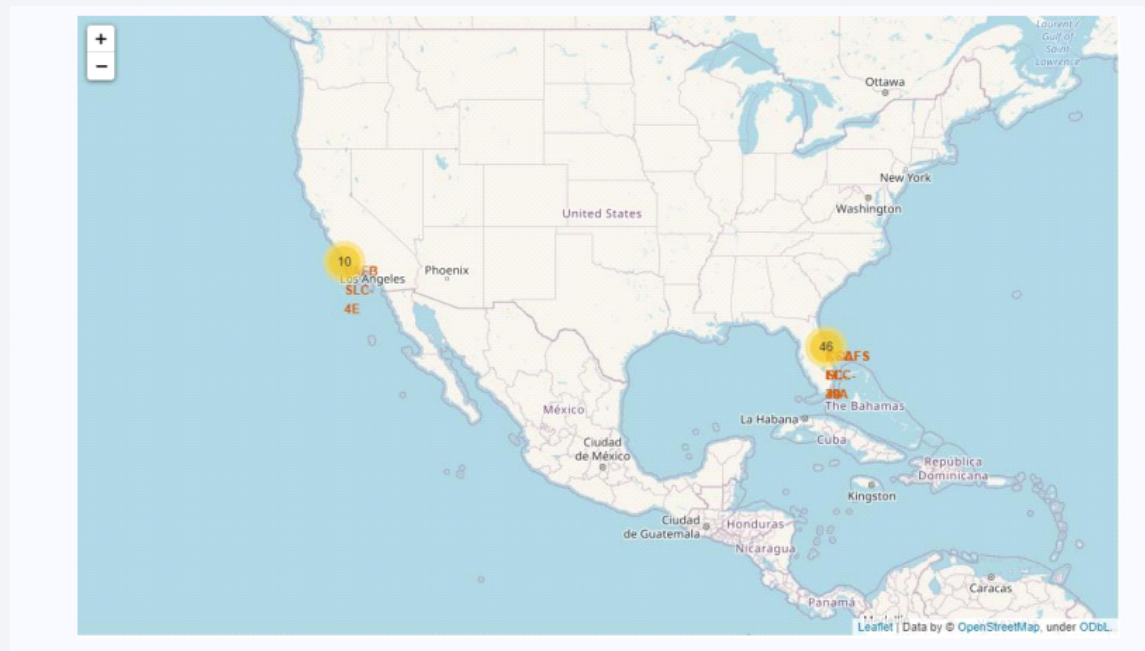 +
−
Laurent /
Gulf of
Saint
Lawrence
Ottawa
New York
Washington
United States
10
Los Angeles
SLC-
4E
Phoenix
46
The Bahamas
La Habana
Cuba
México
Ciudad
de México
República
Dominicana
Kingston
Ciudad
de Guatemala
Honduras
Nicaragua
Caracas
Panamá
Leaflet | Data by © OpenStreetMap, under ODbL.